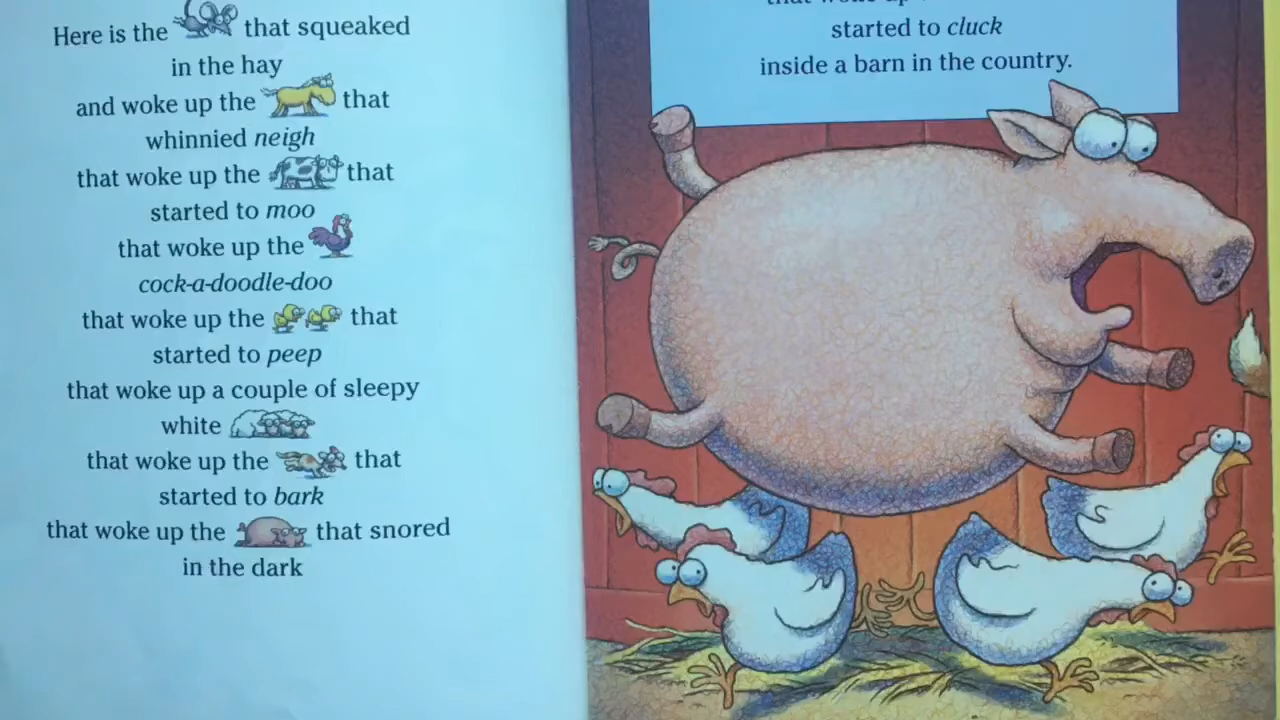 Here is the that squeaked
in the hay
and woke up the that
whinnied neigh
that woke up the that
started to moo
that woke up the
cock-a-doodle-doo
that woke up the that
started to peep
that woke up a couple of sleepy
white
that woke up the that
started to bark
that woke up the that snored
in the dark
that woke up
started to cluck
inside a barn in the country.